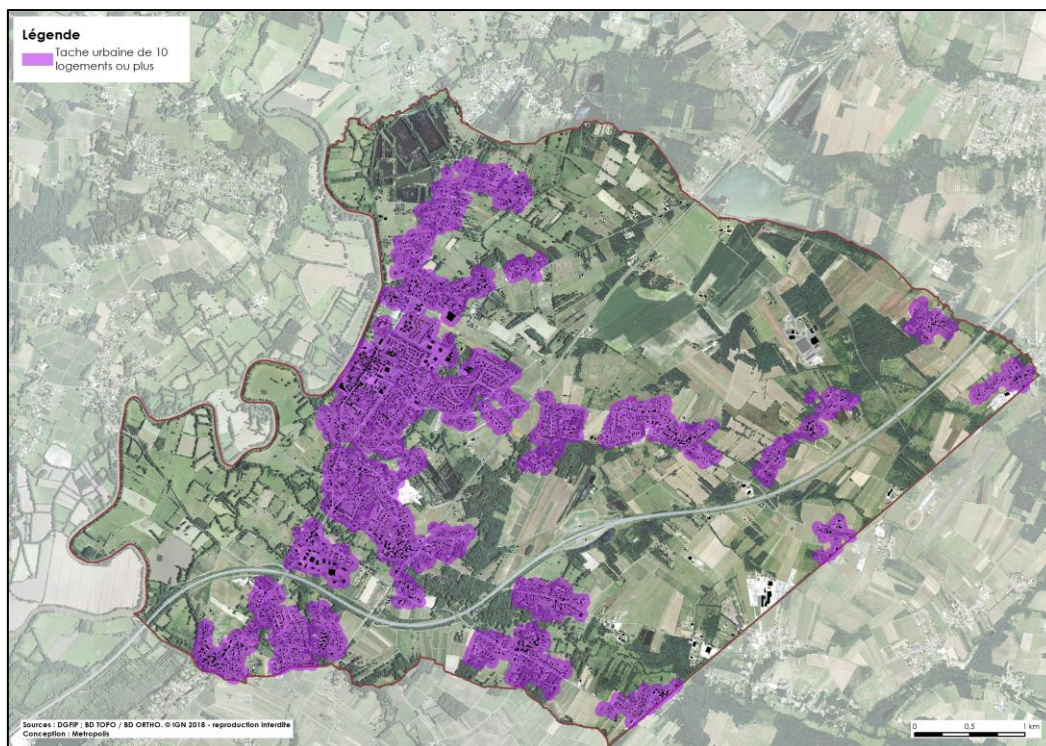 Légende
Tache urbaine de 10
logements ou plus
Sources : DGFiP ; BD TOPO / BD ORTHO. © IGN 2018 - reproduction interdite
Conception : Metropolis
0 0,5 1 km